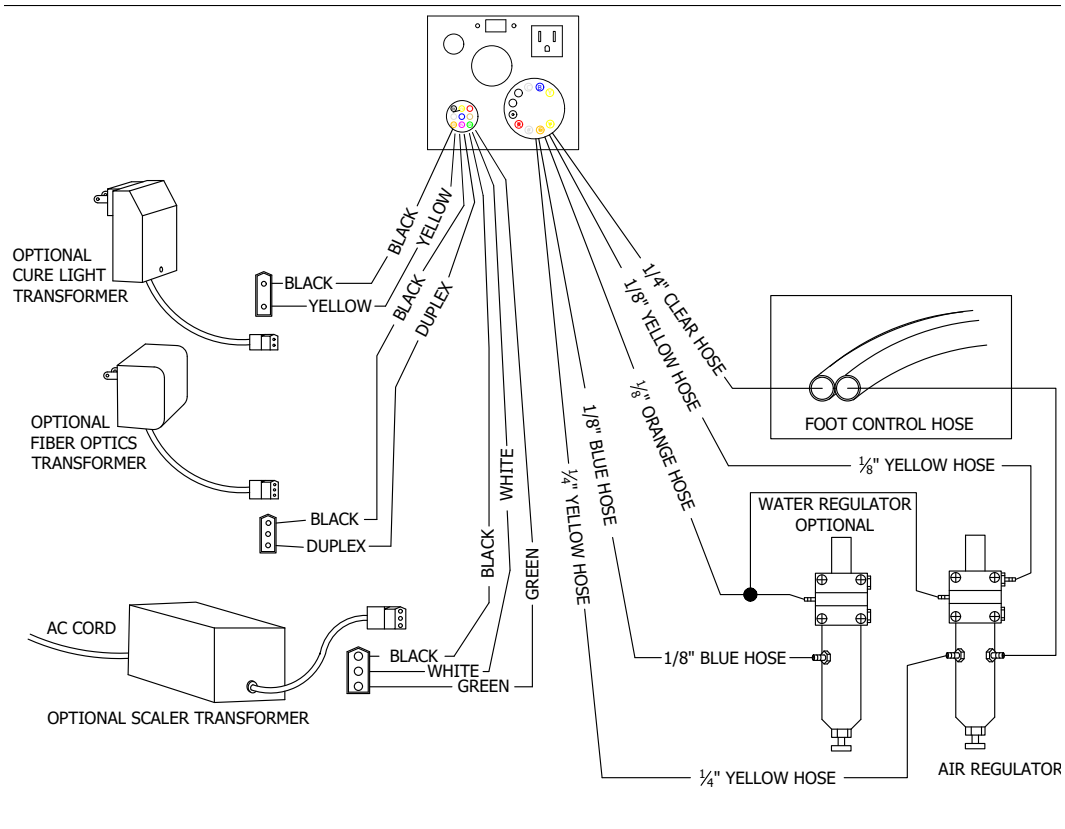 BLACK
YELLOW
BLACK
DUPLEX
OPTIONAL
CURE LIGHT
TRANSFORMER
BLACK
YELLOW
OPTIONAL
FIBER OPTICS
TRANSFORMER
BLACK
DUPLEX
BLACK
WHITE
GREEN
AC CORD
BLACK
WHITE
GREEN
OPTIONAL SCALER TRANSFORMER
1/4" CLEAR HOSE
1/8" YELLOW HOSE
⅛" ORANGE HOSE
1/8" BLUE HOSE
¼" YELLOW HOSE
FOOT CONTROL HOSE
⅛" YELLOW HOSE
WATER REGULATOR
OPTIONAL
1/8" BLUE HOSE
¼" YELLOW HOSE
AIR REGULATOR